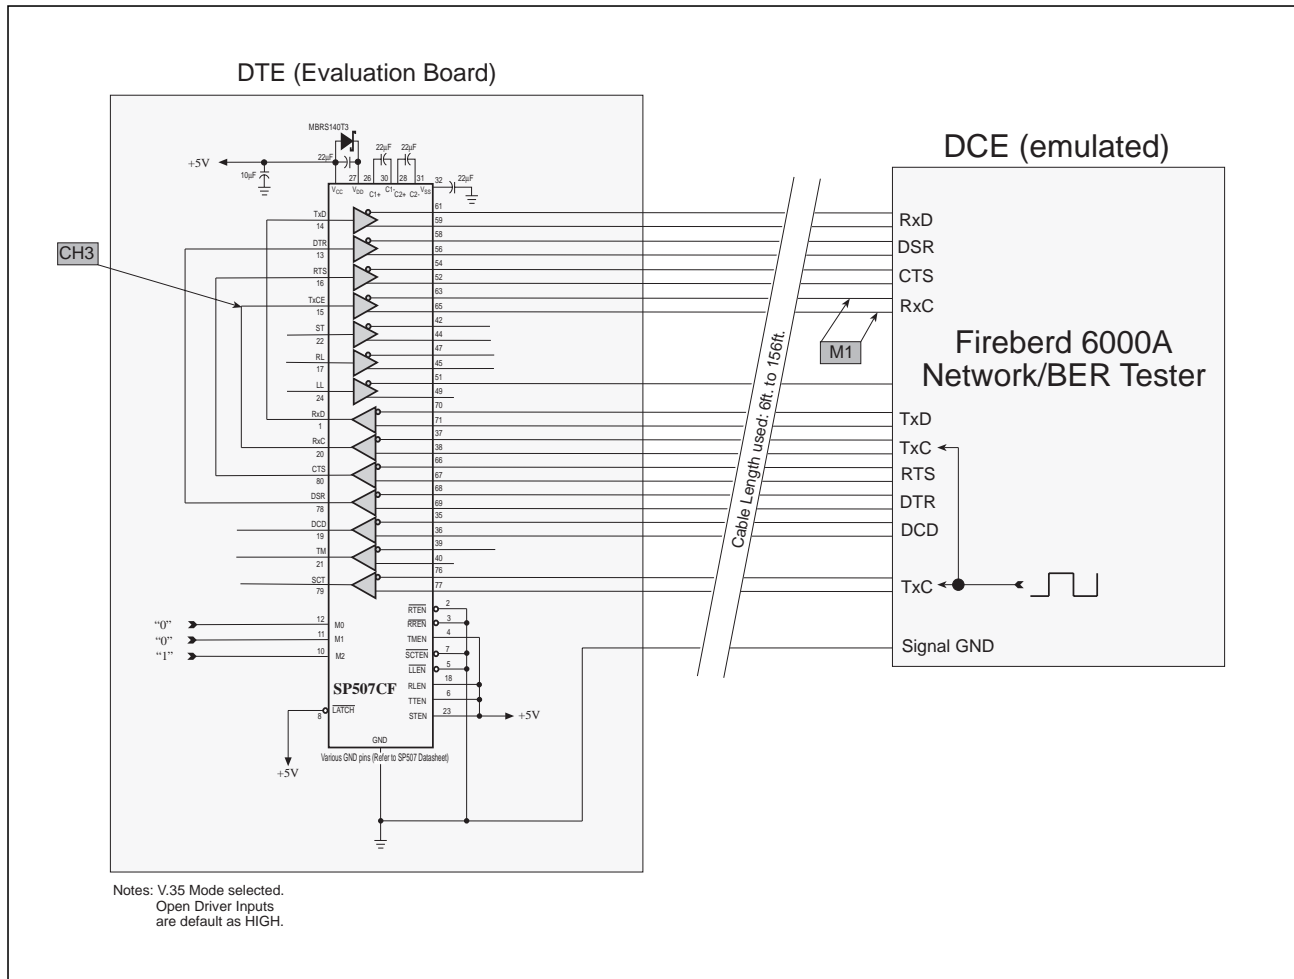 DTE (Evaluation Board)
DCE (emulated)
MBRS140T3
+5V
10µF
22µF
22µF
22µF
22µF
27
26
30
28
31
32
VCC
VDD
C1+
C1-
C2+
C2-
VSS
CH3
TxD
14
61
59
RxD
DTR
13
58
56
DSR
RTS
16
54
52
CTS
TxCE
15
63
65
RxC
M1
ST
22
42
44
RL
17
47
45
LL
24
51
49
RxD
1
70
71
TxD
RxC
20
37
38
TxC
CTS
80
66
67
RTS
DSR
78
68
69
DTR
DCD
19
35
36
DCD
TM
21
39
40
SCT
79
76
77
TxC
Fireberd 6000A
Network/BER Tester
Cable Length used: 6ft. to 156ft.
Signal GND
"0"
12
M0
"0"
11
M1
"1"
10
M2
RTEN
2
RREN
3
TMEN
4
SCTEN
7
LLEN
5
RLEN
18
TTEN
6
STEN
23
+5V
SP507CF
LATCH
8
+5V
GND
Various GND pins (Refer to SP507 Datasheet)
Notes: V.35 Mode selected.
Open Driver Inputs
are default as HIGH.